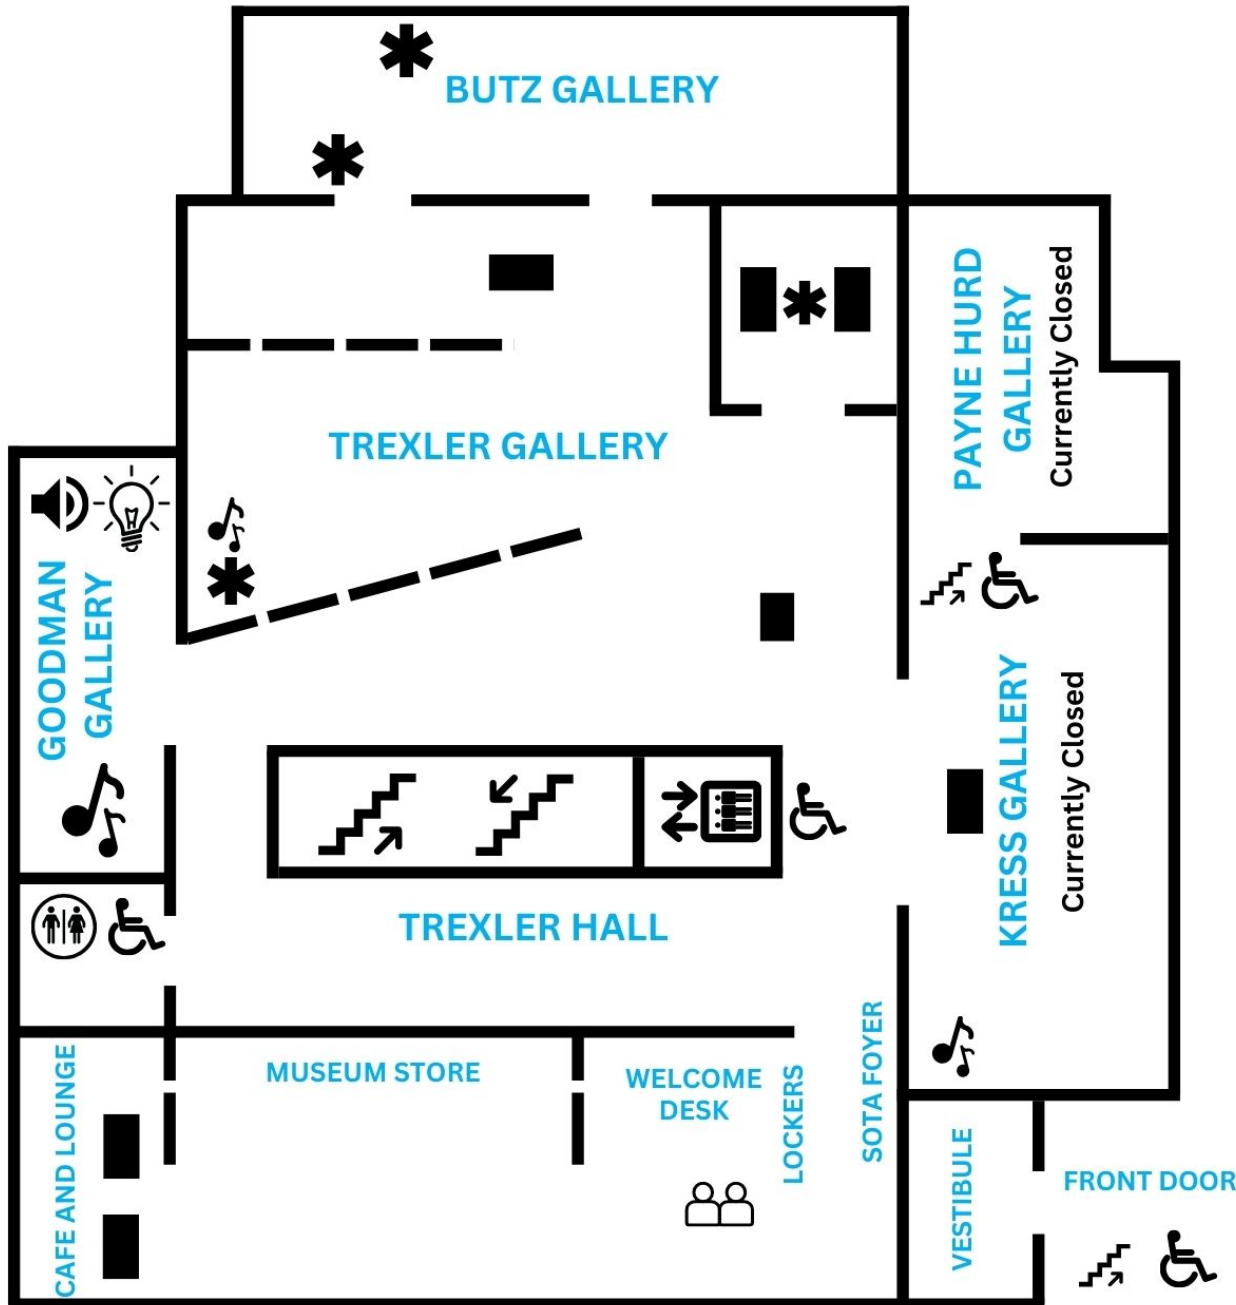 BUTZ GALLERY
PAYNE HURD
GALLERY
Currently Closed
TREXLER GALLERY
GOODMAN
GALLERY
KRESS GALLERY
Currently Closed
TREXLER HALL
CAFE AND LOUNGE
MUSEUM STORE
WELCOME
DESK
LOCKERS
SOTA FOYER
VESTIBULE
FRONT DOOR